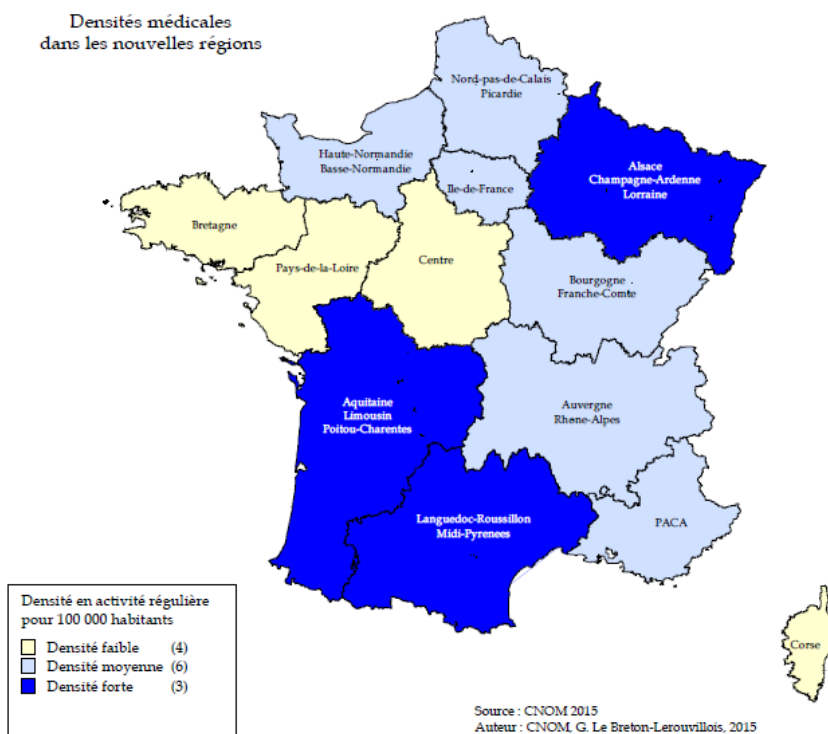 Densités médicales
dans les nouvelles régions
Nord-pas-de-Calais
Picardie
Haute-Normandie
Basse-Normandie
Ile-de-France
Alsace
Champagne-Ardenne
Lorraine
Bretagne
Pays-de-la-Loire
Centre
Bourgogne
Franche-Comte
Aquitaine
Limousin
Poitou-Charentes
Auvergne
Rhone-Alpes
Languedoc-Roussillon
Midi-Pyrenees
PACA
Corse
Densité en activité régulière
pour 100 000 habitants
Densité faible (4)
Densité moyenne (6)
Densité forte (3)
Source : CNOM 2015
Auteur : CNOM, G. Le Breton-Lerouvillois, 2015